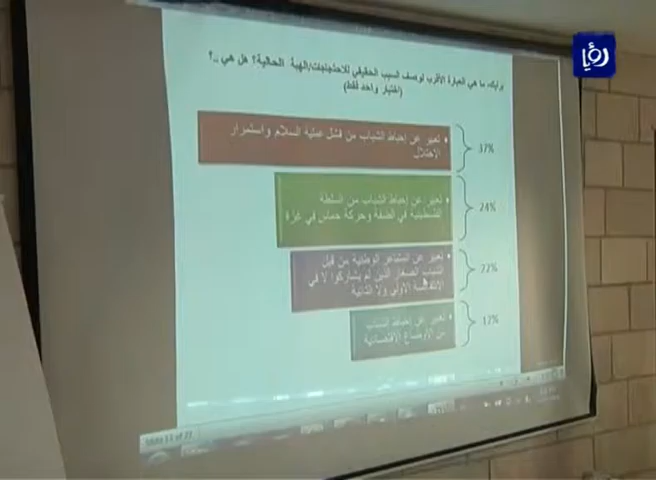 رؤيا
برأيك، ما هي العبارة الأقرب لوصف السبب الحقيقي للاحتجاجات/الهبة الحالية؟ هل هي ..؟
(اختيار واحد فقط)
• تعبير عن إحباط الشباب من فشل عملية السلام واستمرار
الاحتلال
37%
• تعبير عن إحباط الشباب من السلطة
الفلسطينية في الضفة وحركة حماس في غزة
24%
• تعبير عن المشاعر الوطنية من قبل
الشباب الصغار الذين لم يشاركوا لا في
الانتفاضة الأولى ولا الثانية
22%
• تعبير عن إحباط الشباب
من الأوضاع الاقتصادية
17%